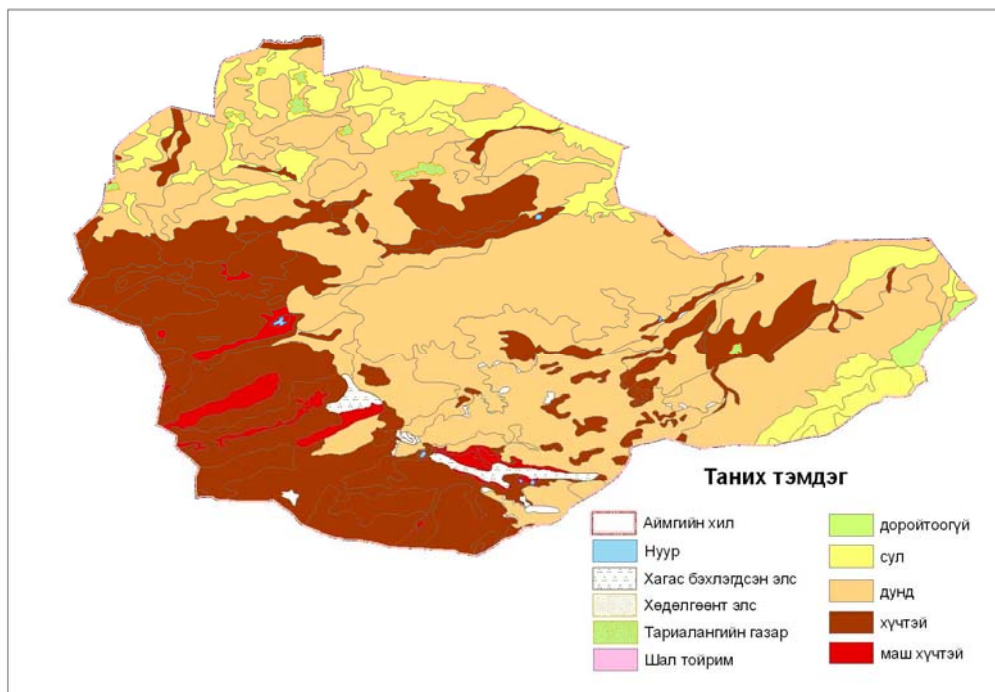 Таних тэмдэг
Аймгийн хил
Нуур
Хагас бэхлэгдсэн элс
Хөдөлгөөнт элс
Тариалангийн газар
Шал тойрим
доройтоогүй
сул
дунд
хүчтэй
маш хүчтэй